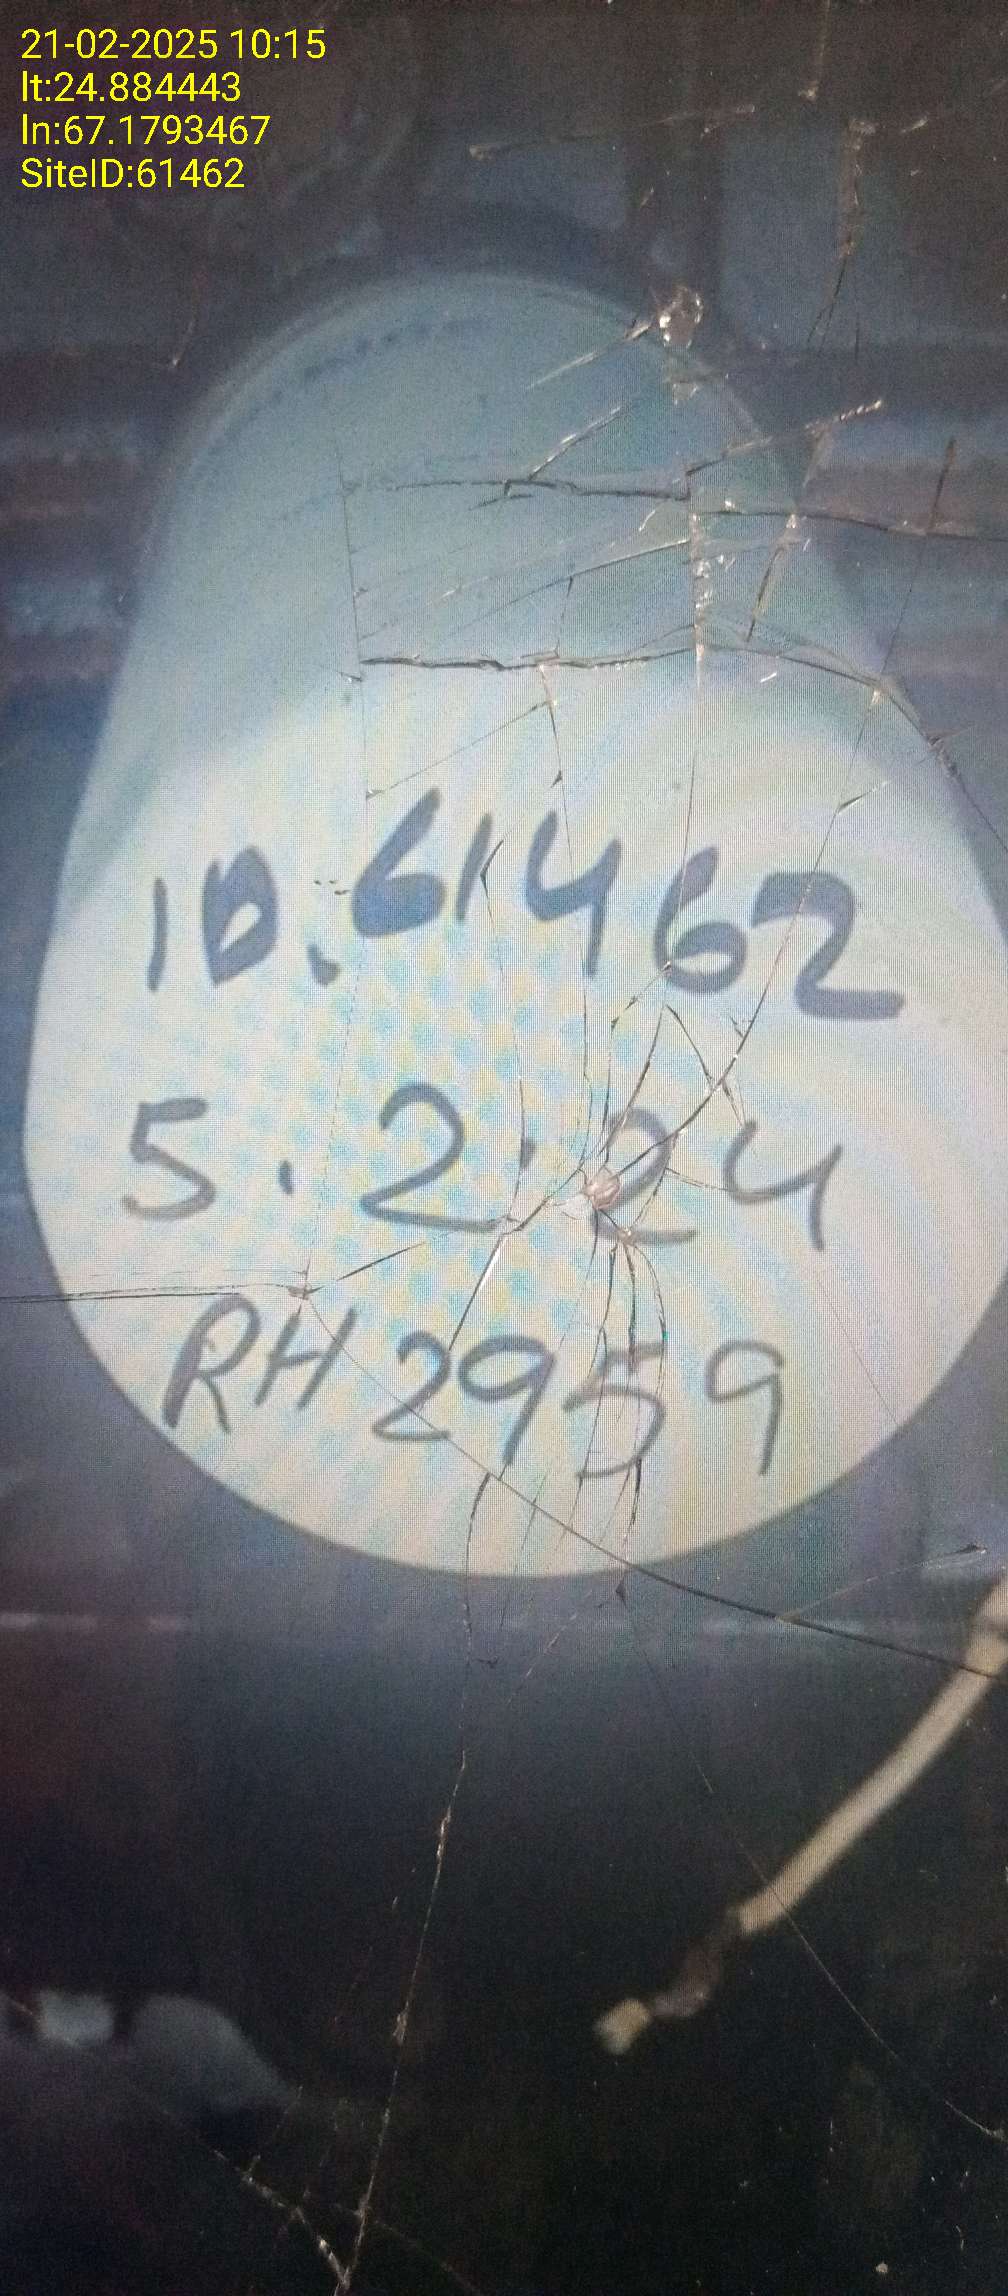 21-02-2025 10:15
lt:24.884443
ln:67.1793467
SiteID:61462
ID.61462
5.2.24
RH 2959